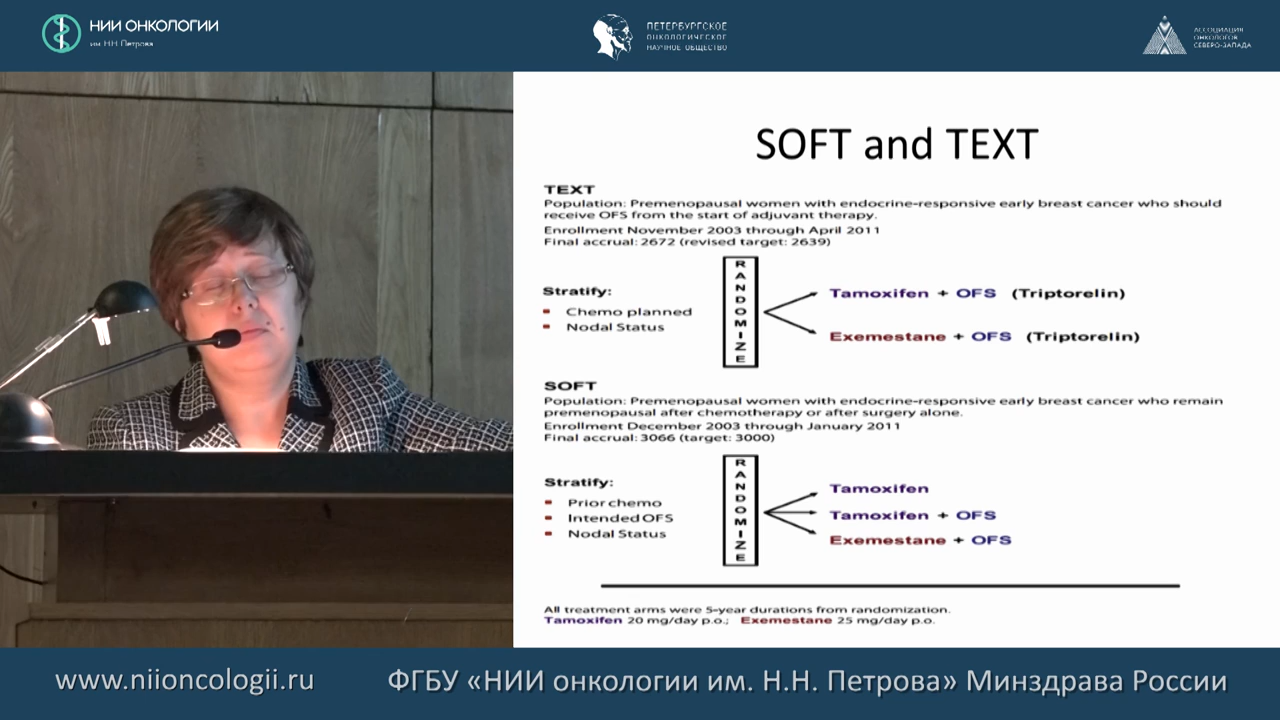 НИИ ОНКОЛОГИИ
им. Н.Н. Петрова
ПЕТЕРБУРГСКОЕ
ОНКОЛОГИЧЕСКОЕ
НАУЧНОЕ ОБЩЕСТВО
АССОЦИАЦИЯ
ОНКОЛОГОВ
СЕВЕРО-ЗАПАДА
SOFT and TEXT
TEXT
Population: Premenopausal women with endocrine-responsive early breast cancer who should
receive OFS from the start of adjuvant therapy.
Enrollment November 2003 through April 2011
Final accrual: 2672 (revised target: 2639)
Stratify:
Chemo planned
Nodal Status
RANDOMIZE
Tamoxifen + OFS (Triptorelin)
Exemestane + OFS (Triptorelin)
SOFT
Population: Premenopausal women with endocrine-responsive early breast cancer who remain
premenopausal after chemotherapy or after surgery alone.
Enrollment December 2003 through January 2011
Final accrual: 3066 (target: 3000)
Stratify:
Prior chemo
Intended OFS
Nodal Status
RANDOMIZE
Tamoxifen
Tamoxifen + OFS
Exemestane + OFS
All treatment arms were 5-year durations from randomization.
Tamoxifen 20 mg/day p.o.; Exemestane 25 mg/day p.o.
www.niioncologii.ru
ФГБУ «НИИ онкологии им. Н.Н. Петрова» Минздрава России